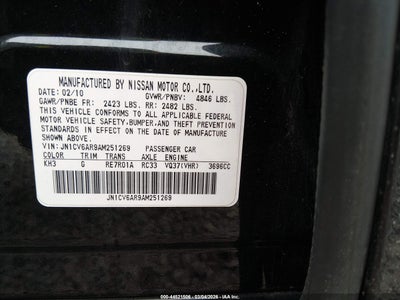 MANUFACTURED BY NISSAN MOTOR CO.,LTD.
DATE: 02/10 GVWR/PNBV: 4846 LBS.
GAWR/PNBE FR: 2423 LBS. RR: 2482 LBS.
THIS VEHICLE CONFORMS TO ALL APPLICABLE FEDERAL
MOTOR VEHICLE SAFETY,BUMPER,AND THEFT PREVENTION
STANDARDS IN EFFECT ON THE DATE OF MANUFACTURE
SHOWN ABOVE.
VIN: JN1CV6AR9AM251269 PASSENGER CAR
COLOR TRIM TRANS AXLE ENGINE
KH3 G RE7R01A RC33 VQ37(VHR) 3696CC
JN1CV6AR9AM251269
000-44521506 - 03/04/2026 - IAA Inc.